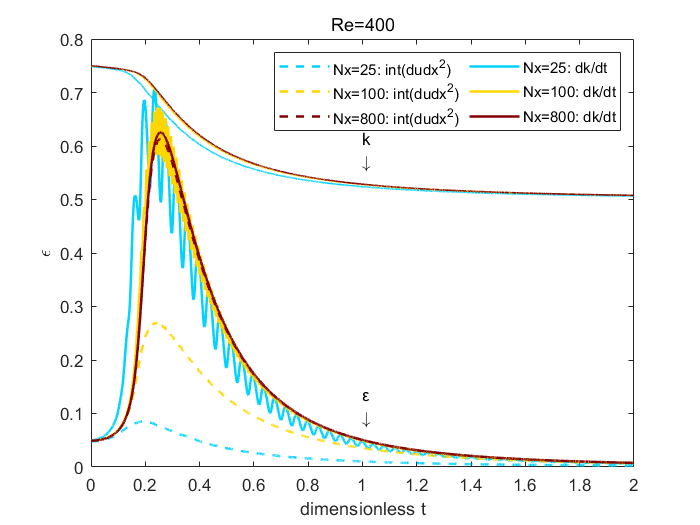 Re=400
0.8
0.7
0.6
0.5
0.4
0.3
0.2
0.1
0
ϵ
Nx=25: int(dudx²) Nx=25: dk/dt
Nx=100: int(dudx²) Nx=100: dk/dt
Nx=800: int(dudx²) Nx=800: dk/dt
k
↓
ε
↓
0 0.2 0.4 0.6 0.8 1 1.2 1.4 1.6 1.8 2
dimensionless t